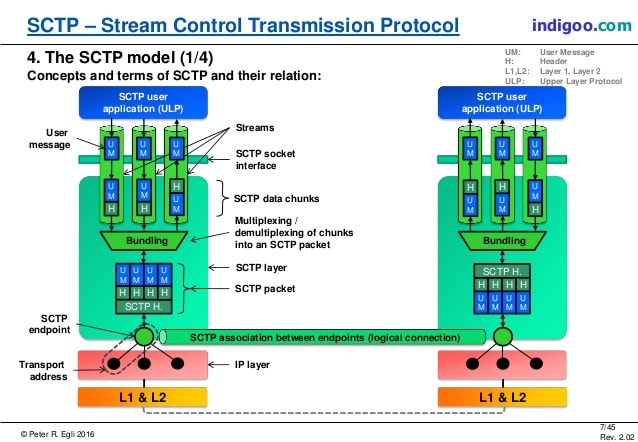 SCTP – Stream Control Transmission Protocol
indigoo.com
4. The SCTP model (1/4)
Concepts and terms of SCTP and their relation:
UM: User Message
H: Header
L1,L2: Layer 1, Layer 2
ULP: Upper Layer Protocol
SCTP user
application (ULP)
SCTP user
application (ULP)
User
message
Streams
SCTP socket
interface
U
M
U
M
U
M
U
M
U
M
U
M
U
M
H
U
M
H
H
U
M
H
U
M
H
U
M
U
M
H
SCTP data chunks
Multiplexing /
demultiplexing of chunks
into an SCTP packet
Bundling
Bundling
SCTP layer
SCTP packet
U U U U
M M M M
H H H H
SCTP H.
SCTP H.
H H H H
U U U U
M M M M
SCTP
endpoint
SCTP association between endpoints (logical connection)
Transport
address
IP layer
L1 & L2
L1 & L2
© Peter R. Egli 2016
7/45
Rev. 2.02